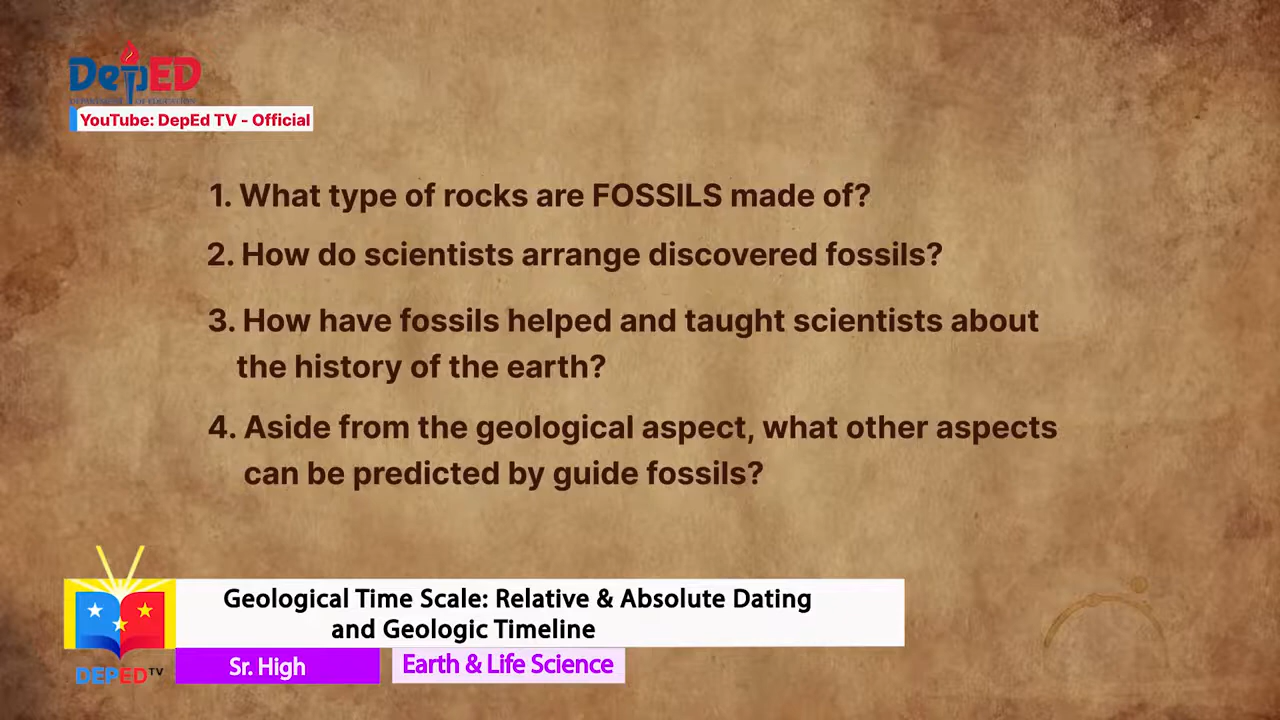 DepED
DEPARTMENT OF EDUCATION
YouTube: DepEd TV - Official
1. What type of rocks are FOSSILS made of?
2. How do scientists arrange discovered fossils?
3. How have fossils helped and taught scientists about
the history of the earth?
4. Aside from the geological aspect, what other aspects
can be predicted by guide fossils?
Geological Time Scale: Relative & Absolute Dating
and Geologic Timeline
DEPED TV
Sr. High
Earth & Life Science